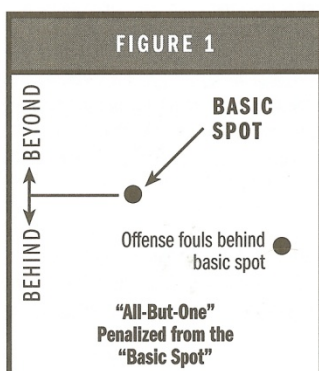 FIGURE 1
BEHIND BEYOND
BASIC
SPOT
Offense fouls behind
basic spot
“All-But-One”
Penalized from the
“Basic Spot”